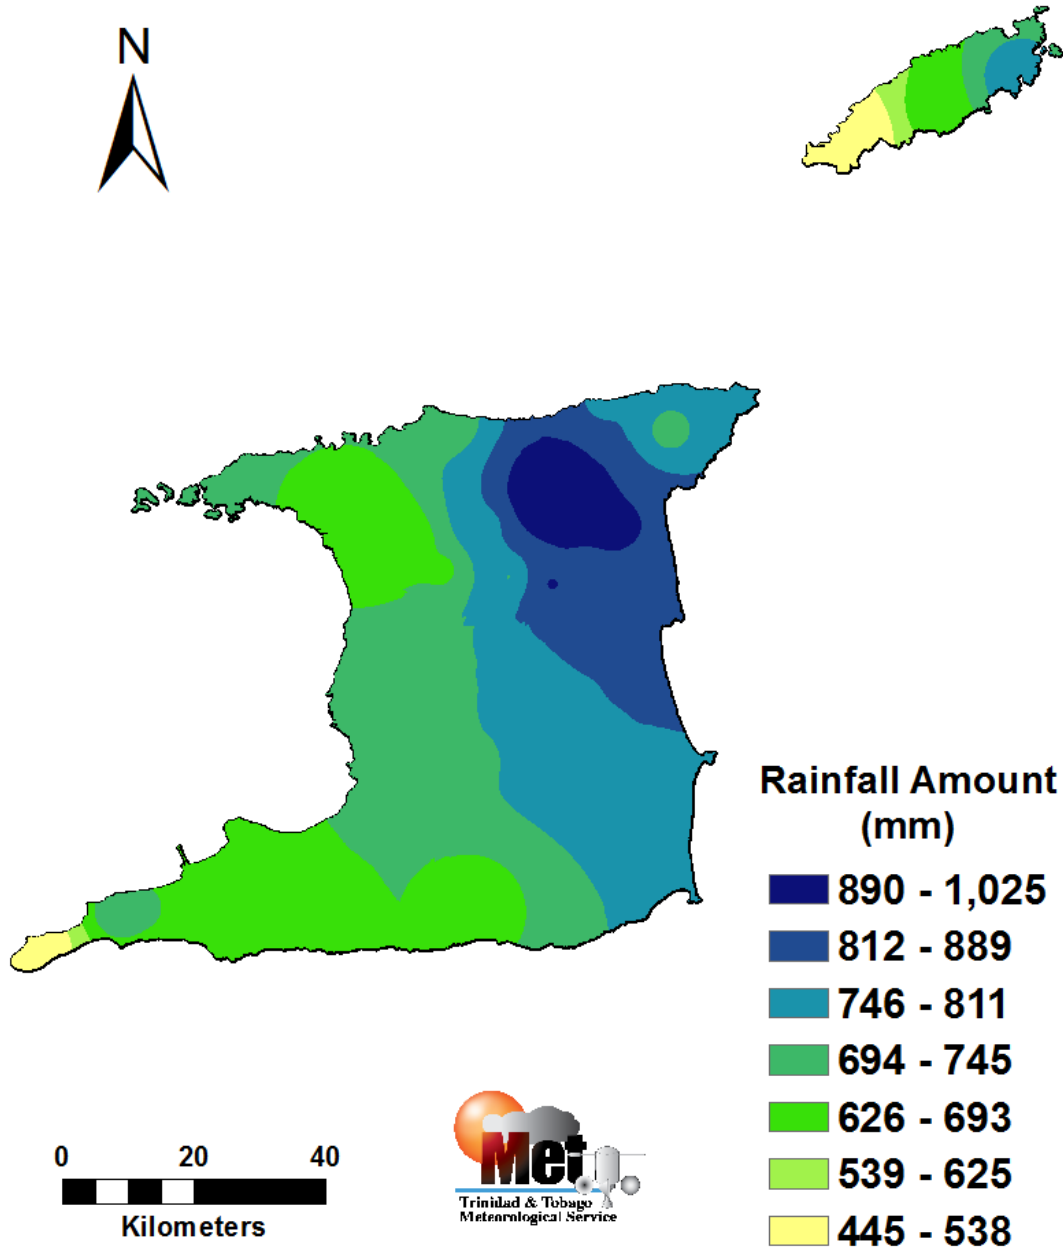 N
Rainfall Amount
(mm)
890 - 1,025
812 - 889
746 - 811
694 - 745
626 - 693
539 - 625
445 - 538
0 20 40
Kilometers
Met
Trinidad & Tobago
Meteorological Service